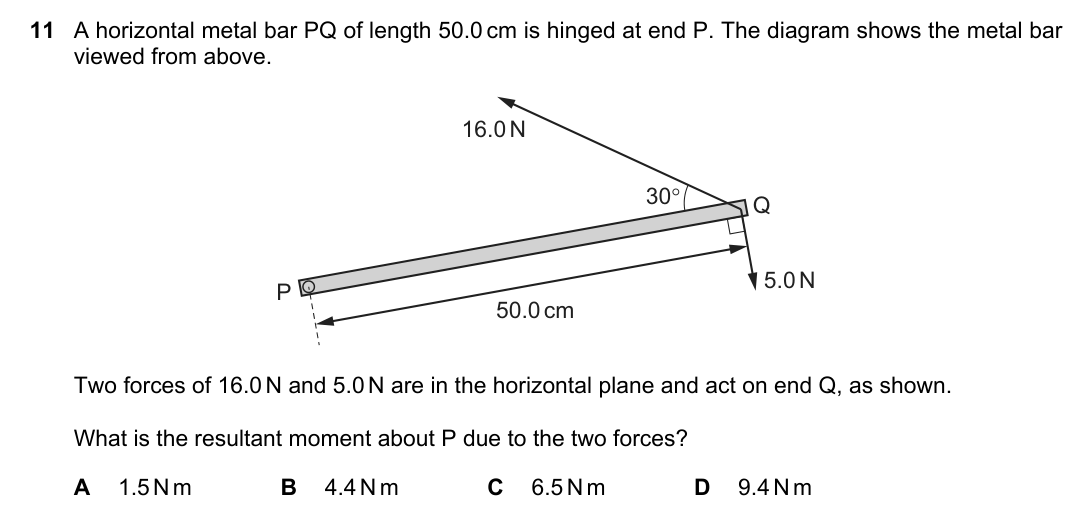 11 A horizontal metal bar PQ of length 50.0 cm is hinged at end P. The diagram shows the metal bar
viewed from above.
16.0 N
30°
Q
P
5.0 N
50.0 cm
Two forces of 16.0 N and 5.0 N are in the horizontal plane and act on end Q, as shown.
What is the resultant moment about P due to the two forces?
A 1.5 N m B 4.4 N m C 6.5 N m D 9.4 N m